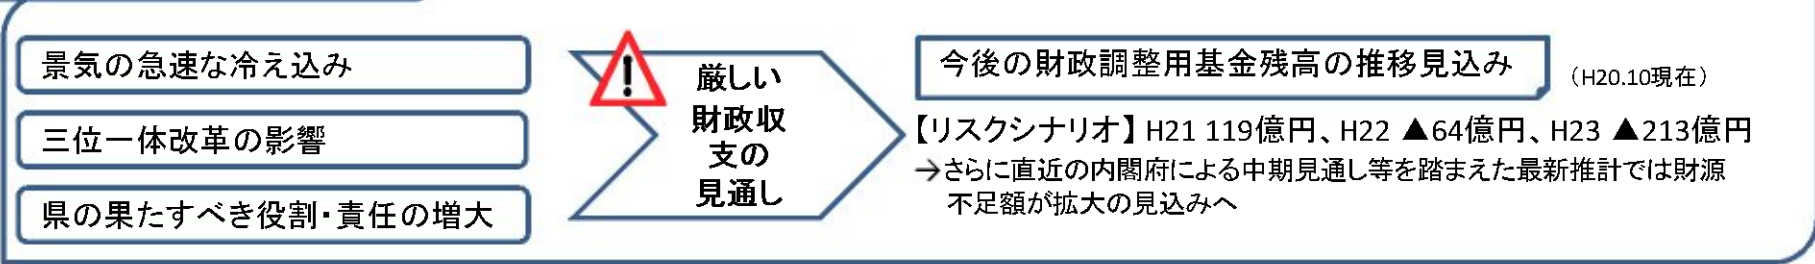 景気の急速な冷え込み
三位一体改革の影響
県の果たすべき役割・責任の増大
厳しい
財政収
支の
見通し
今後の財政調整用基金残高の推移見込み
（H20.10現在）
【リスクシナリオ】H21 119億円、H22 ▲64億円、H23 ▲213億円
→さらに直近の内閣府による中期見通し等を踏まえた最新推計では財源
不足額が拡大の見込みへ